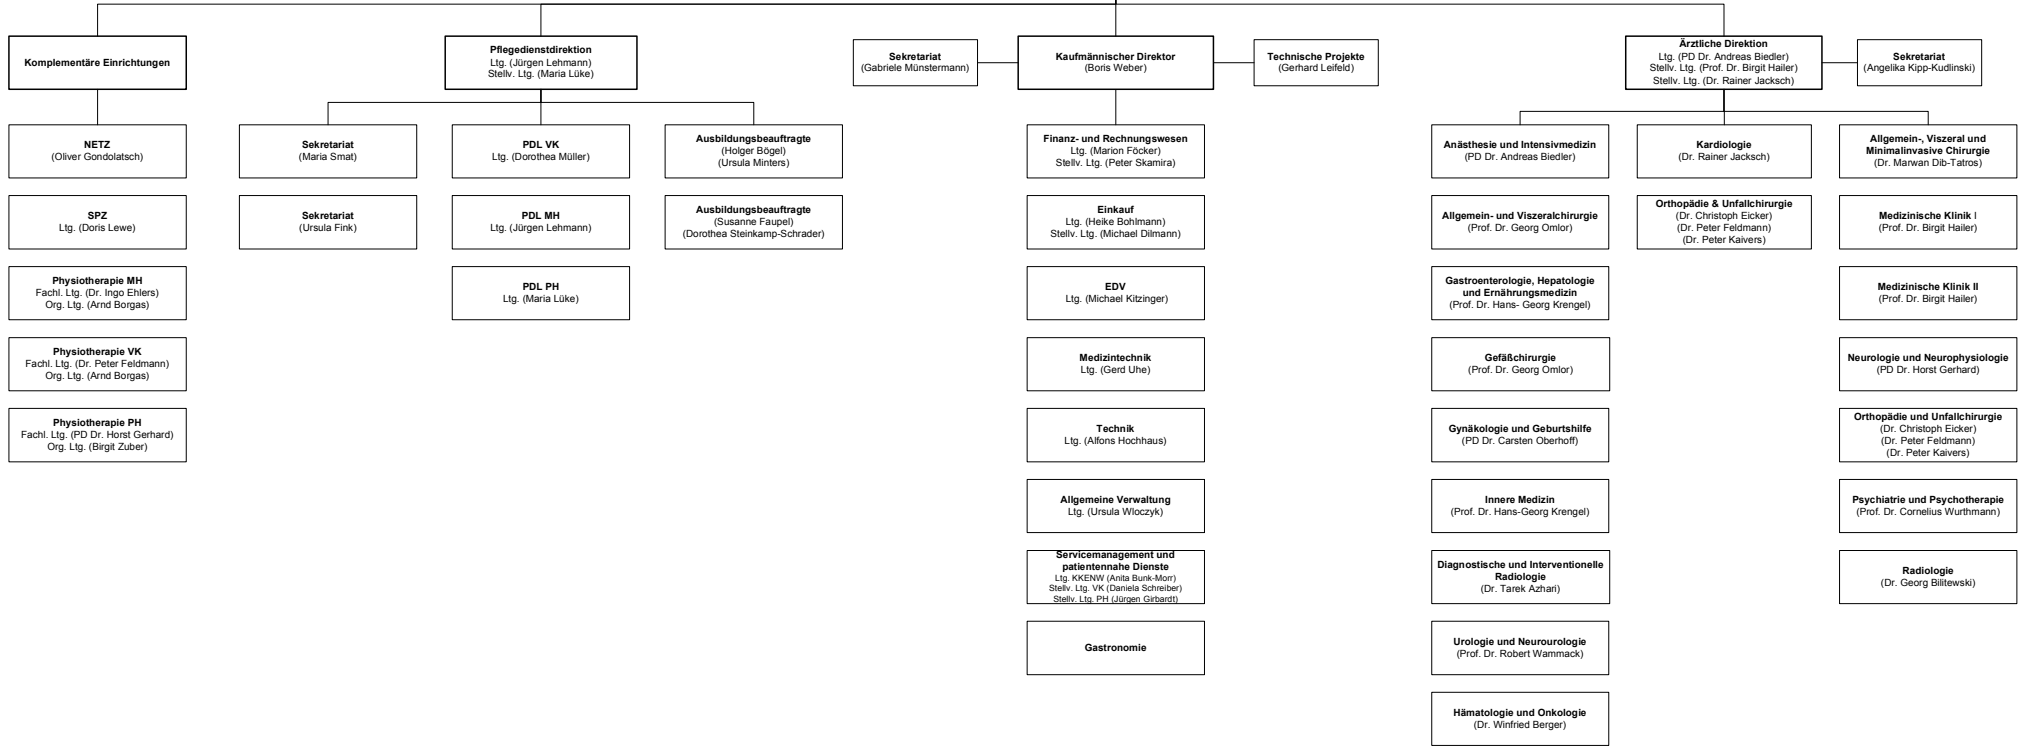 Komplementäre Einrichtungen
Pflegedienstdirektion
Ltg. (Jürgen Lehmann)
Stellv. Ltg. (Maria Lüke)
Sekretariat
(Gabriele Münstermann)
Kaufmännischer Direktor
(Boris Weber)
Technische Projekte
(Gerhard Leifeld)
Ärztliche Direktion
Ltg. (PD Dr. Andreas Biedler)
Stellv. Ltg. (Prof. Dr. Birgit Hailer)
Stellv. Ltg. (Dr. Rainer Jacksch)
Sekretariat
(Angelika Kipp-Kudlinski)
NETZ
(Oliver Gondolatsch)
SPZ
Ltg. (Doris Lewe)
Physiotherapie MH
Fachl. Ltg. (Dr. Ingo Ehlers)
Org. Ltg. (Arnd Borgas)
Physiotherapie VK
Fachl. Ltg. (Dr. Peter Feldmann)
Org. Ltg. (Arnd Borgas)
Physiotherapie PH
Fachl. Ltg. (PD Dr. Horst Gerhard)
Org. Ltg. (Birgit Zuber)
Sekretariat
(Maria Smat)
Sekretariat
(Ursula Fink)
PDL VK
Ltg. (Dorothea Müller)
PDL MH
Ltg. (Jürgen Lehmann)
PDL PH
Ltg. (Maria Lüke)
Ausbildungsbeauftragte
(Holger Bögel)
(Ursula Minters)
Ausbildungsbeauftragte
(Susanne Faupel)
(Dorothea Steinkamp-Schrader)
Finanz- und Rechnungswesen
Ltg. (Marion Föcker)
Stellv. Ltg. (Peter Skamira)
Einkauf
Ltg. (Heike Bohlmann)
Stellv. Ltg. (Michael Dilmann)
EDV
Ltg. (Michael Kitzinger)
Medizintechnik
Ltg. (Gerd Uhe)
Technik
Ltg. (Alfons Hochhaus)
Allgemeine Verwaltung
Ltg. (Ursula Wloczyk)
Servicemanagement und
patientennahe Dienste
Ltg. KKENW (Anita Bunk-Morr)
Stellv. Ltg. VK (Daniela Schreiber)
Stellv. Ltg. PH (Jürgen Girbardt)
Gastronomie
Anästhesie und Intensivmedizin
(PD Dr. Andreas Biedler)
Allgemein- und Viszeralchirurgie
(Prof. Dr. Georg Omlor)
Gastroenterologie, Hepatologie
und Ernährungsmedizin
(Prof. Dr. Hans- Georg Krengel)
Gefäßchirurgie
(Prof. Dr. Georg Omlor)
Gynäkologie und Geburtshilfe
(PD Dr. Carsten Oberhoff)
Innere Medizin
(Prof. Dr. Hans-Georg Krengel)
Diagnostische und Interventionelle
Radiologie
(Dr. Tarek Azhari)
Urologie und Neurourologie
(Prof. Dr. Robert Wammack)
Hämatologie und Onkologie
(Dr. Winfried Berger)
Kardiologie
(Dr. Rainer Jacksch)
Orthopädie & Unfallchirurgie
(Dr. Christoph Eicker)
(Dr. Peter Feldmann)
(Dr. Peter Kaivers)
Allgemein-, Viszeral und
Minimalinvasive Chirurgie
(Dr. Marwan Dib-Tatros)
Medizinische Klinik I
(Prof. Dr. Birgit Hailer)
Medizinische Klinik II
(Prof. Dr. Birgit Hailer)
Neurologie und Neurophysiologie
(PD Dr. Horst Gerhard)
Orthopädie und Unfallchirurgie
(Dr. Christoph Eicker)
(Dr. Peter Feldmann)
(Dr. Peter Kaivers)
Psychiatrie und Psychotherapie
(Prof. Dr. Cornelius Wurthmann)
Radiologie
(Dr. Georg Bilitewski)